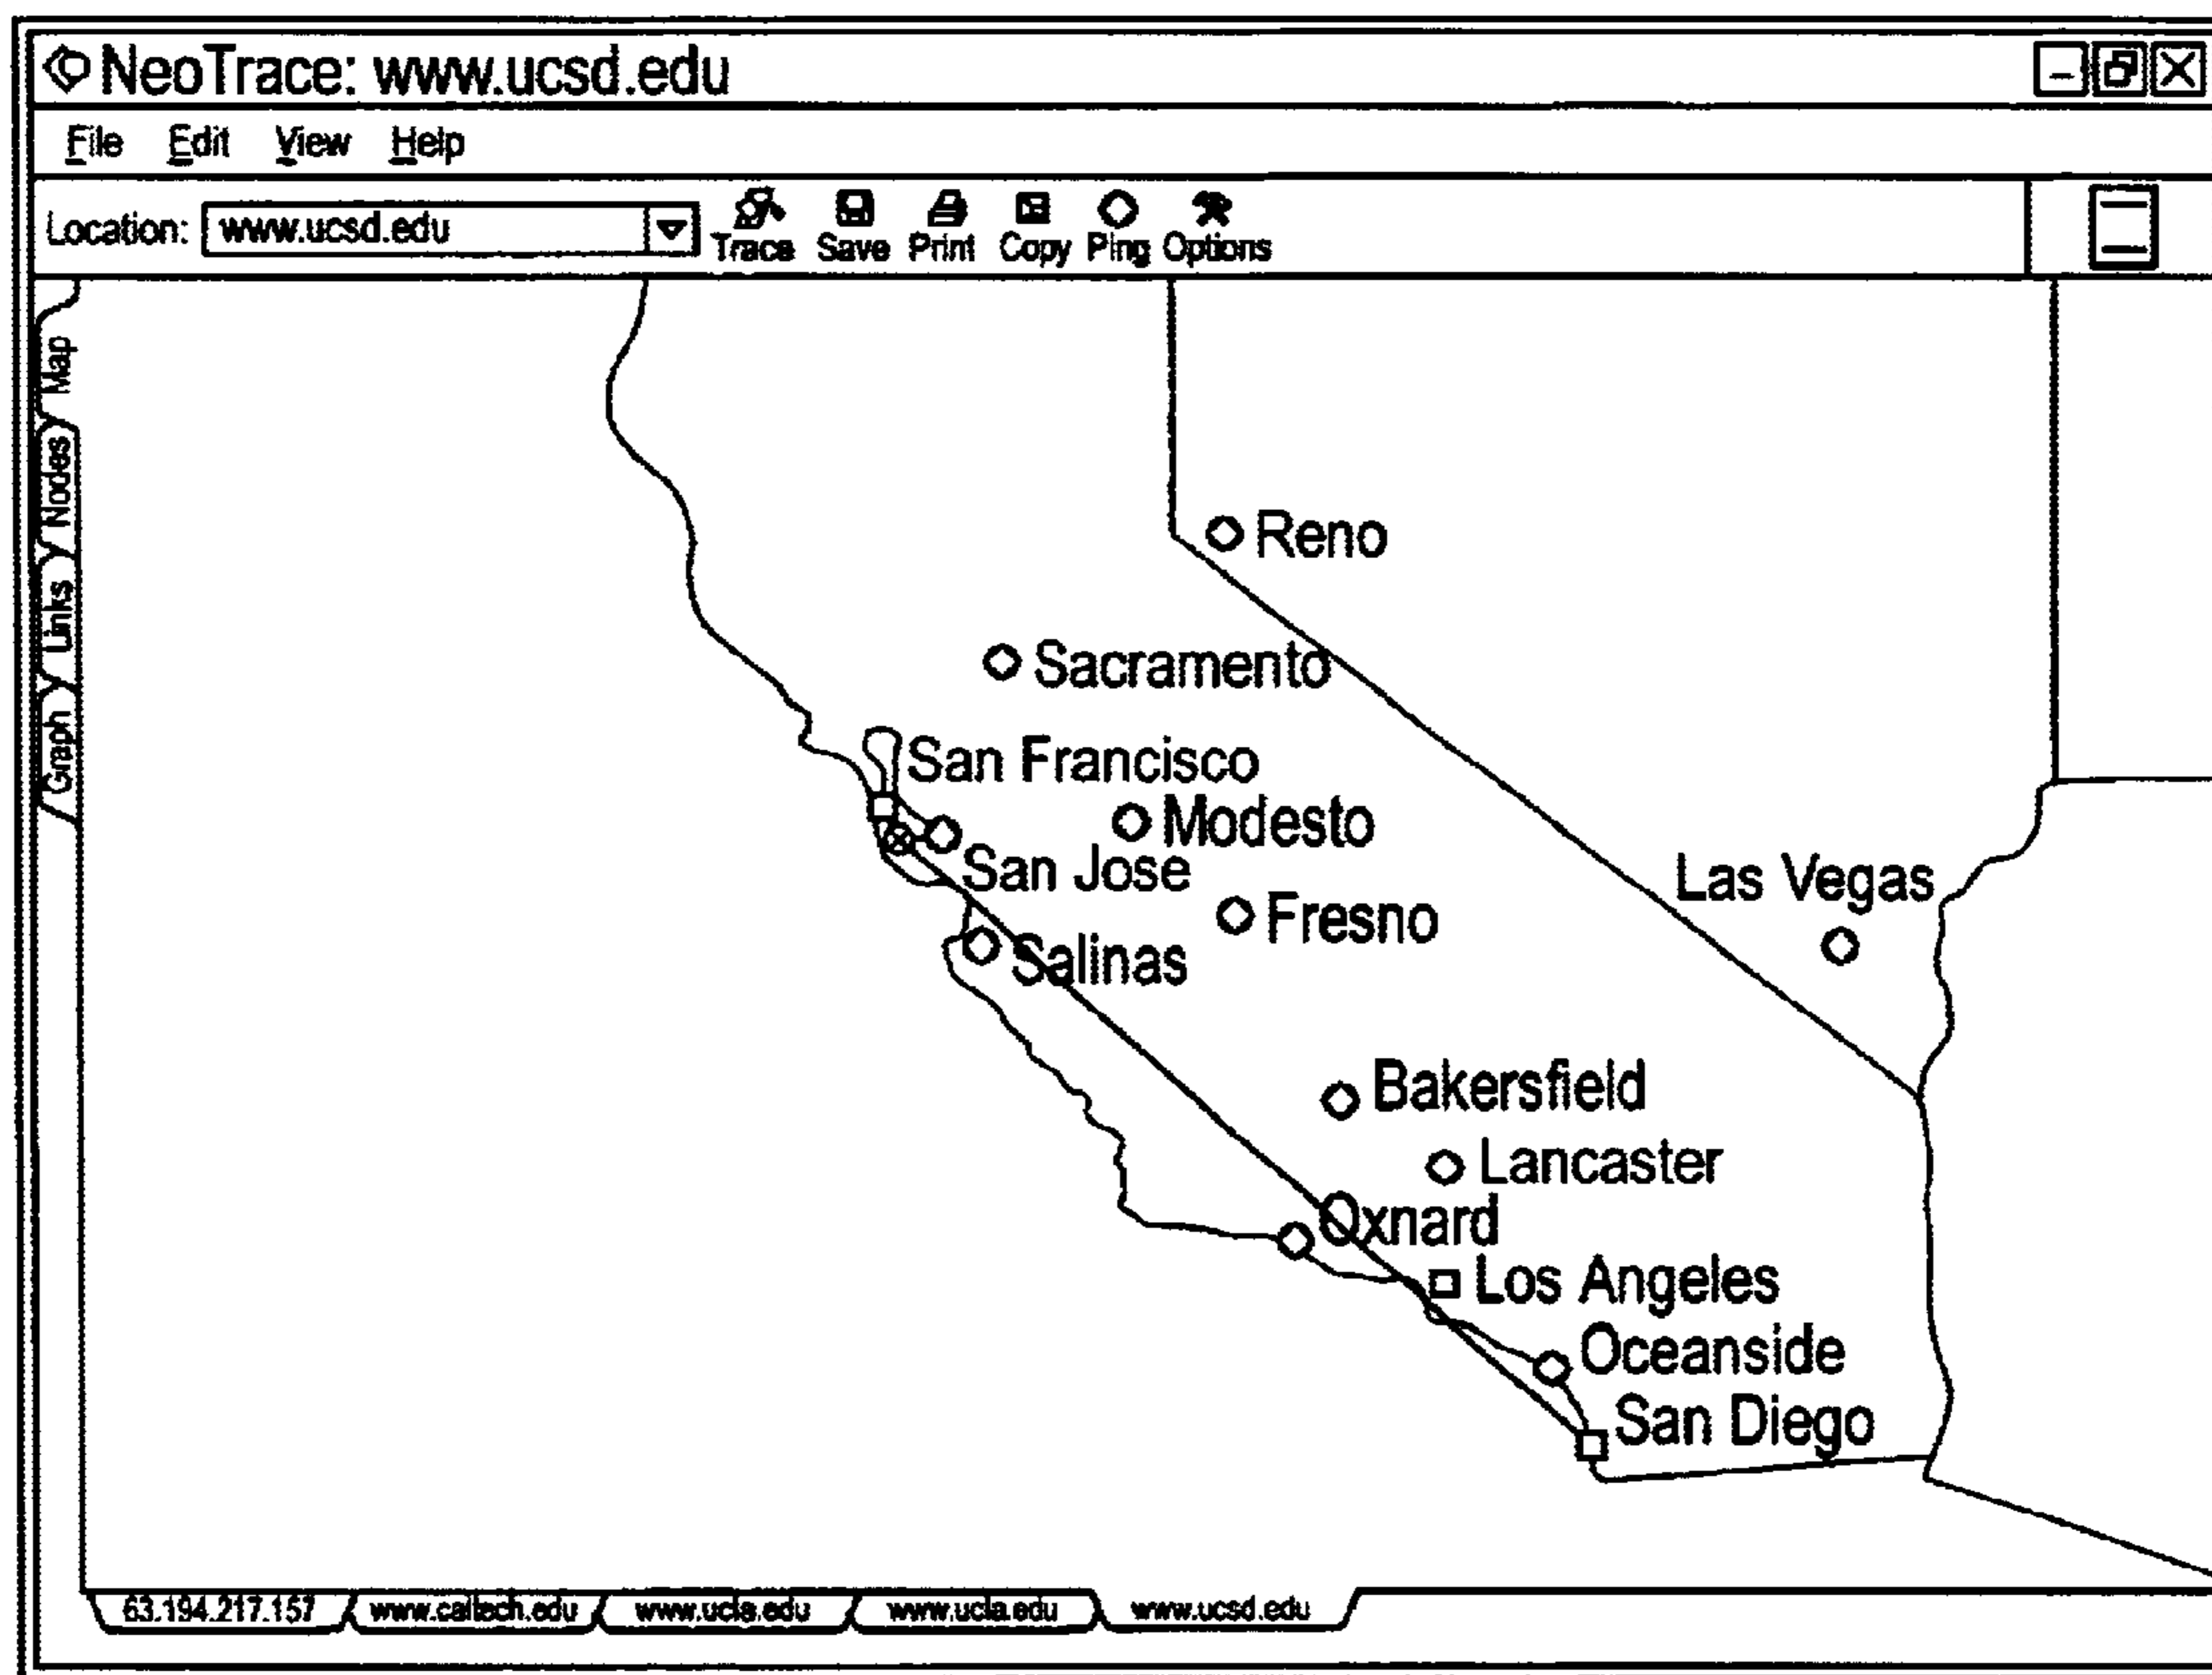 NeoTrace: www.ucsd.edu
File Edit View Help
Location: www.ucsd.edu Trace Save Print Copy Ping Options
Map
Nodes
Links
Graph
Reno
Sacramento
San Francisco
Modesto
San Jose
Las Vegas
Fresno
Salinas
Bakersfield
Lancaster
Oxnard
Los Angeles
Oceanside
San Diego
63.194.217.157 www.caltech.edu www.ucla.edu www.ucla.edu www.ucsd.edu